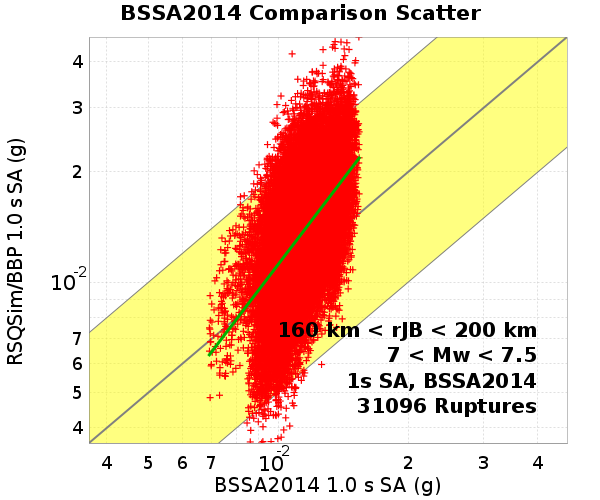 BSSA2014 Comparison Scatter
RSQSim/BBP 1.0 s SA (g)
4
3
2
10-2
7
6
5
4
160 km < rJB < 200 km
7 < Mw < 7.5
1s SA, BSSA2014
31096 Ruptures
4 5 6 7 10-2 2 3 4
BSSA2014 1.0 s SA (g)